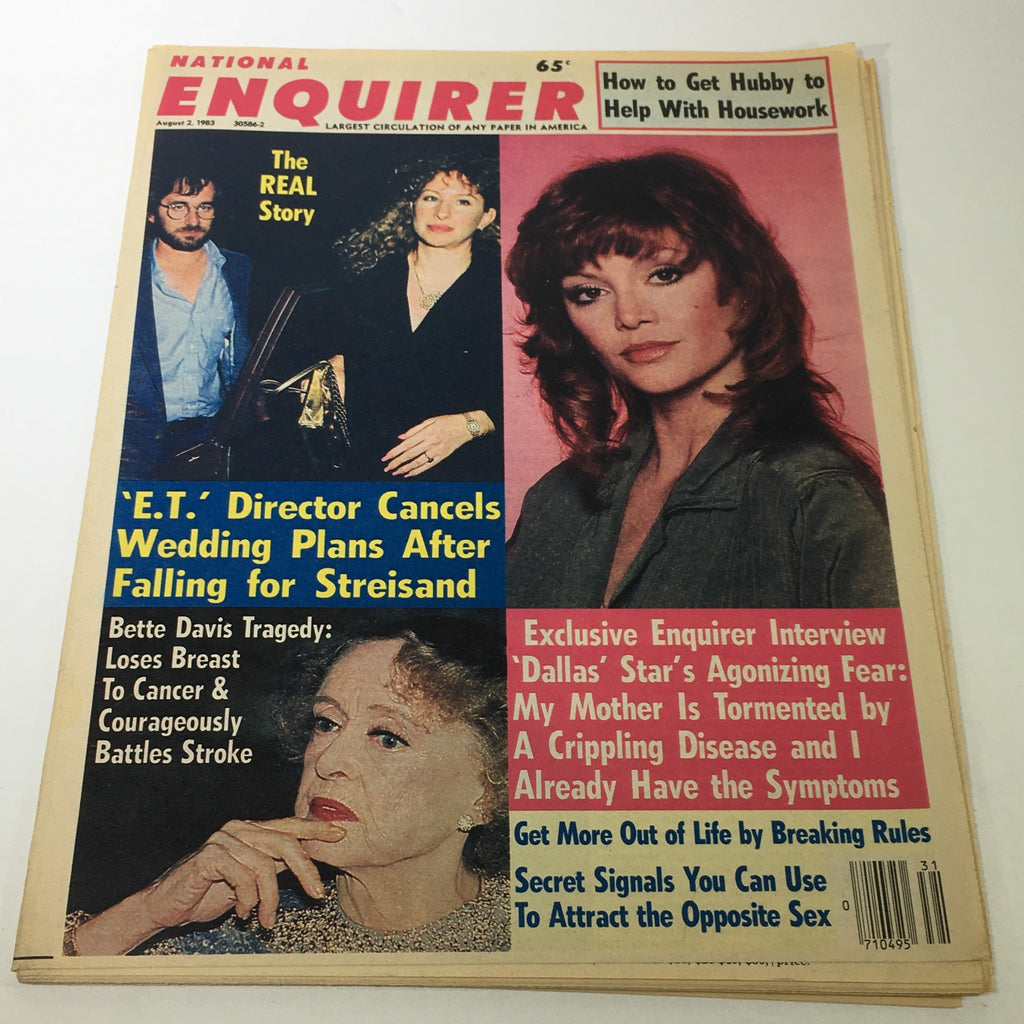 NATIONAL
ENQUIRER
65¢
August 2, 1983 30586-2
LARGEST CIRCULATION OF ANY PAPER IN AMERICA
How to Get Hubby to
Help With Housework
The
REAL
Story
‘E.T.’ Director Cancels
Wedding Plans After
Falling for Streisand
Bette Davis Tragedy:
Loses Breast
To Cancer &
Courageously
Battles Stroke
Exclusive Enquirer Interview
‘Dallas’ Star’s Agonizing Fear:
My Mother Is Tormented by
A Crippling Disease and I
Already Have the Symptoms
Get More Out of Life by Breaking Rules
Secret Signals You Can Use
To Attract the Opposite Sex
31
0
710495